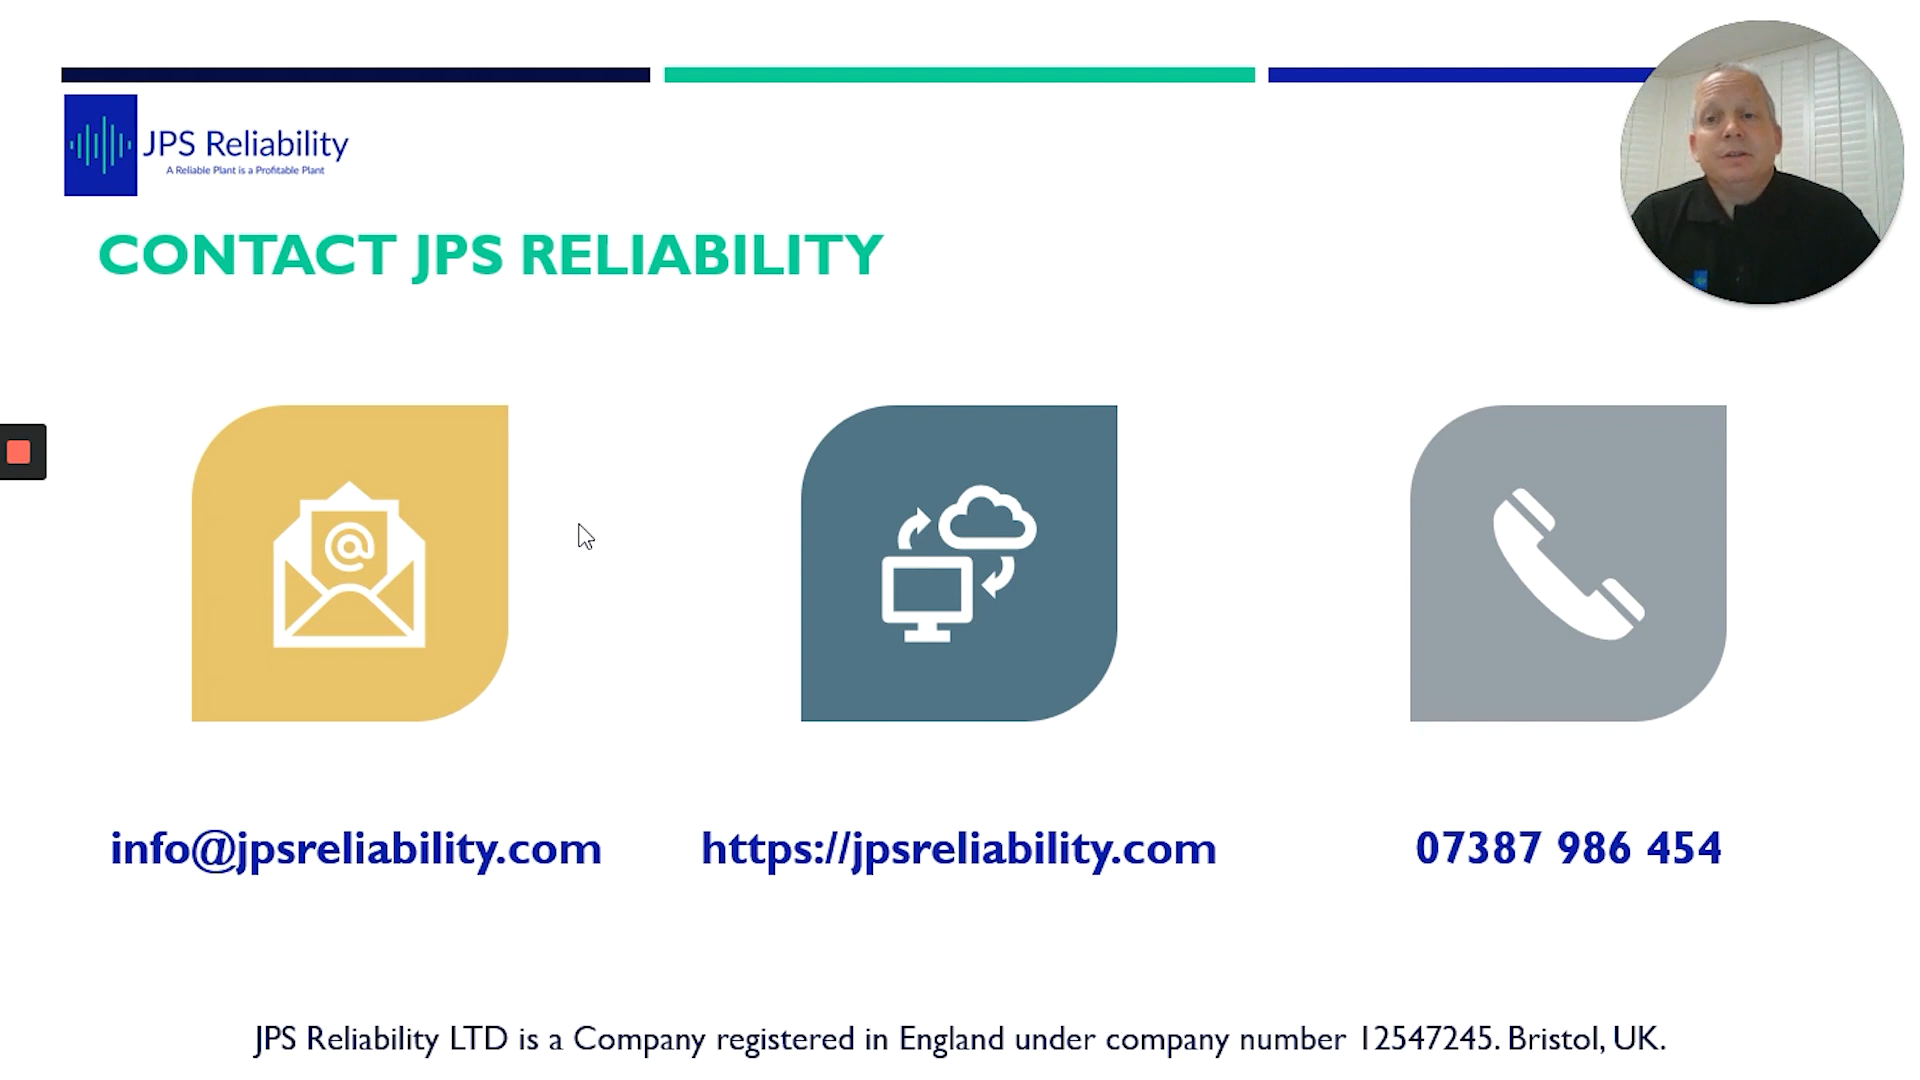 JPS Reliability
A Reliable Plant is a Profitable Plant
CONTACT JPS RELIABILITY
@
info@jpsreliability.com
https://jpsreliability.com
07387 986 454
JPS Reliability LTD is a Company registered in England under company number 12547245. Bristol, UK.